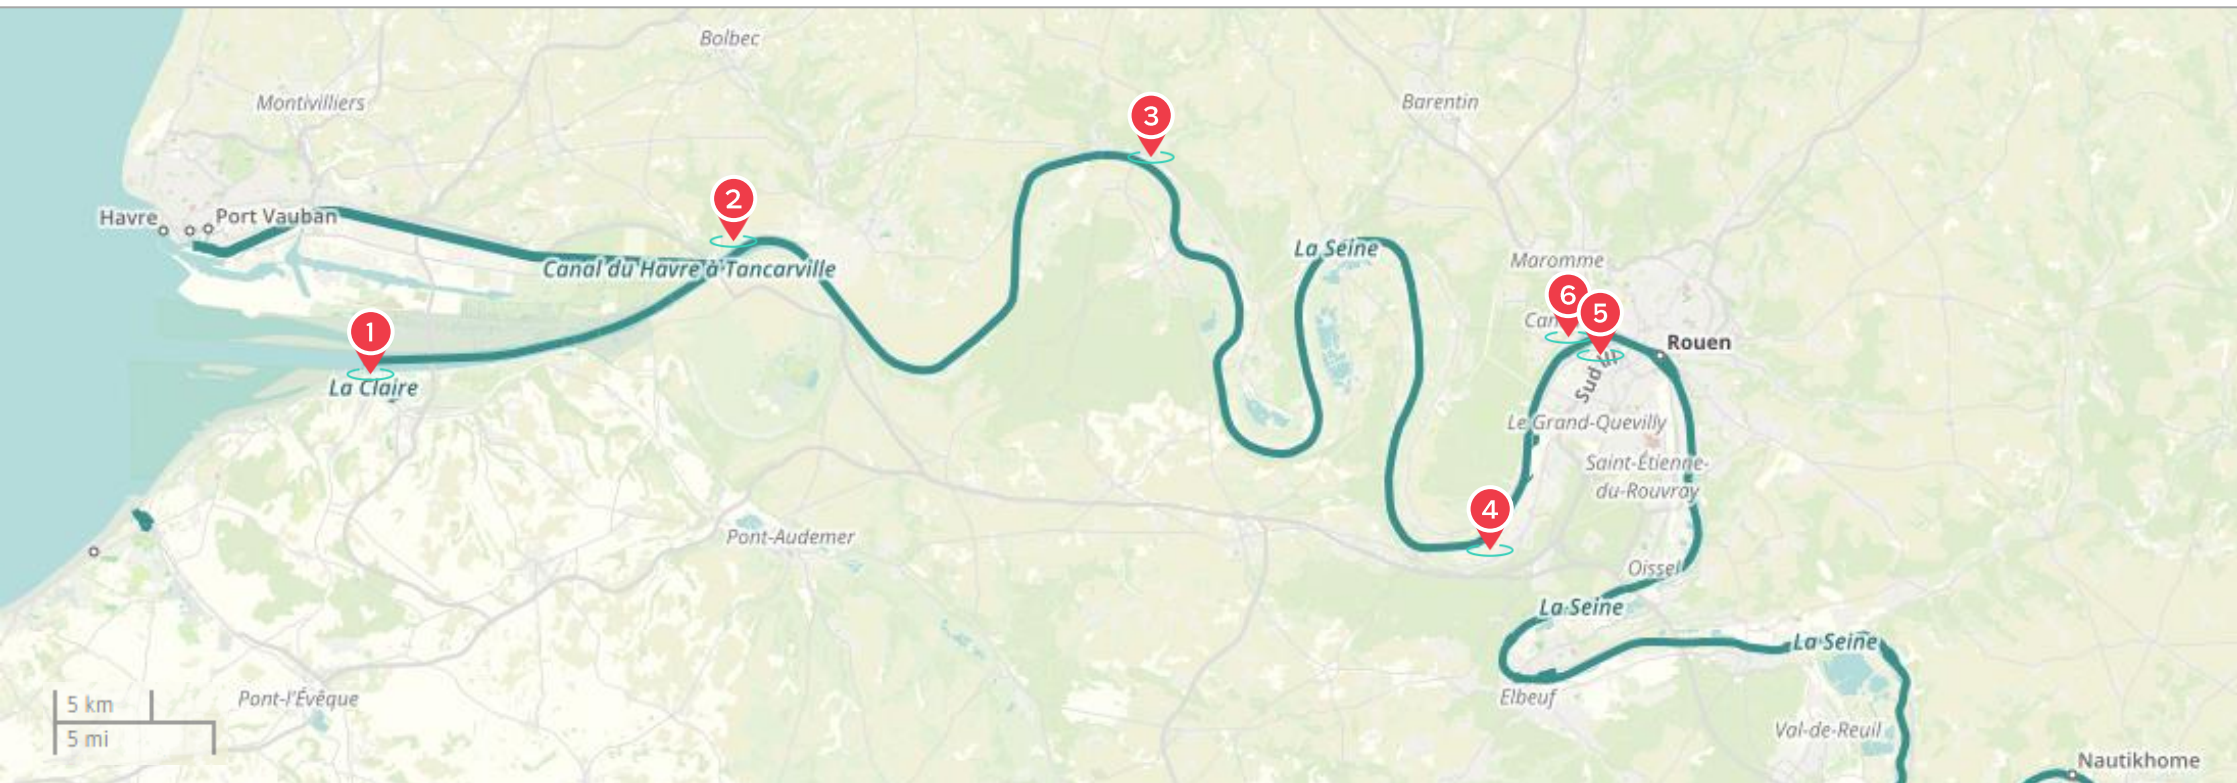 Bolbec
Montivilliers
Barentin
3
2
Havre
Port Vauban
La Seine
Maromme
Canal du Havre à Tancarville
6
5
1
Rouen
La Claire
Sud III
Le Grand-Quevilly
Saint-Étienne-
du-Rouvray
4
Pont-Audemer
Oissel
La Seine
La Seine
Elbeuf
Pont-l'Évêque
5 km
5 mi
Val-de-Reuil
Nautikhome